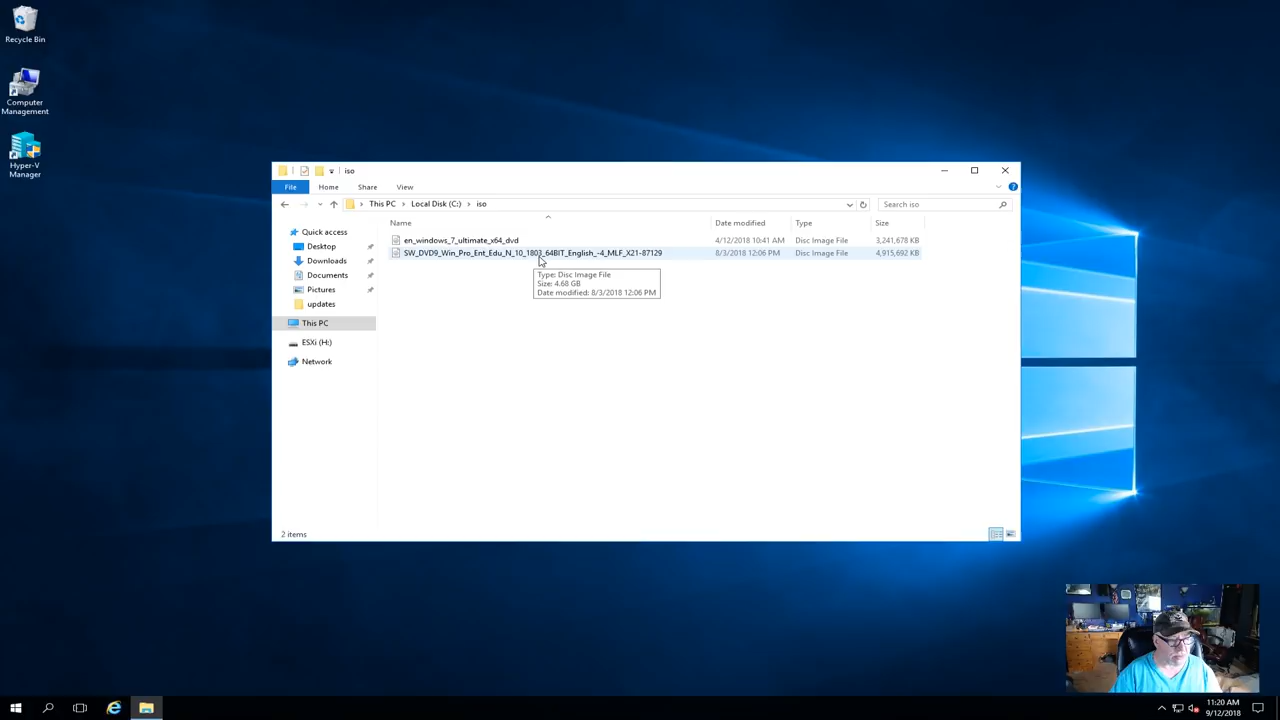 Recycle Bin
Computer
Management
Hyper-V
Manager
iso
File
Home
Share
View
This PC
Local Disk (C:)
iso
Search iso
Name
Date modified
Type
Size
en_windows_7_ultimate_x64_dvd
4/12/2018 10:41 AM
Disc Image File
3,241,678 KB
SW_DVD9_Win_Pro_Ent_Edu_N_10_1803_64BIT_English_-4_MLF_X21-87129
8/3/2018 12:06 PM
Disc Image File
4,915,692 KB
Type: Disc Image File
Size: 4.68 GB
Date modified: 8/3/2018 12:06 PM
Quick access
Desktop
Downloads
Documents
Pictures
updates
This PC
ESXi (H:)
Network
2 items
11:20 AM
9/12/2018